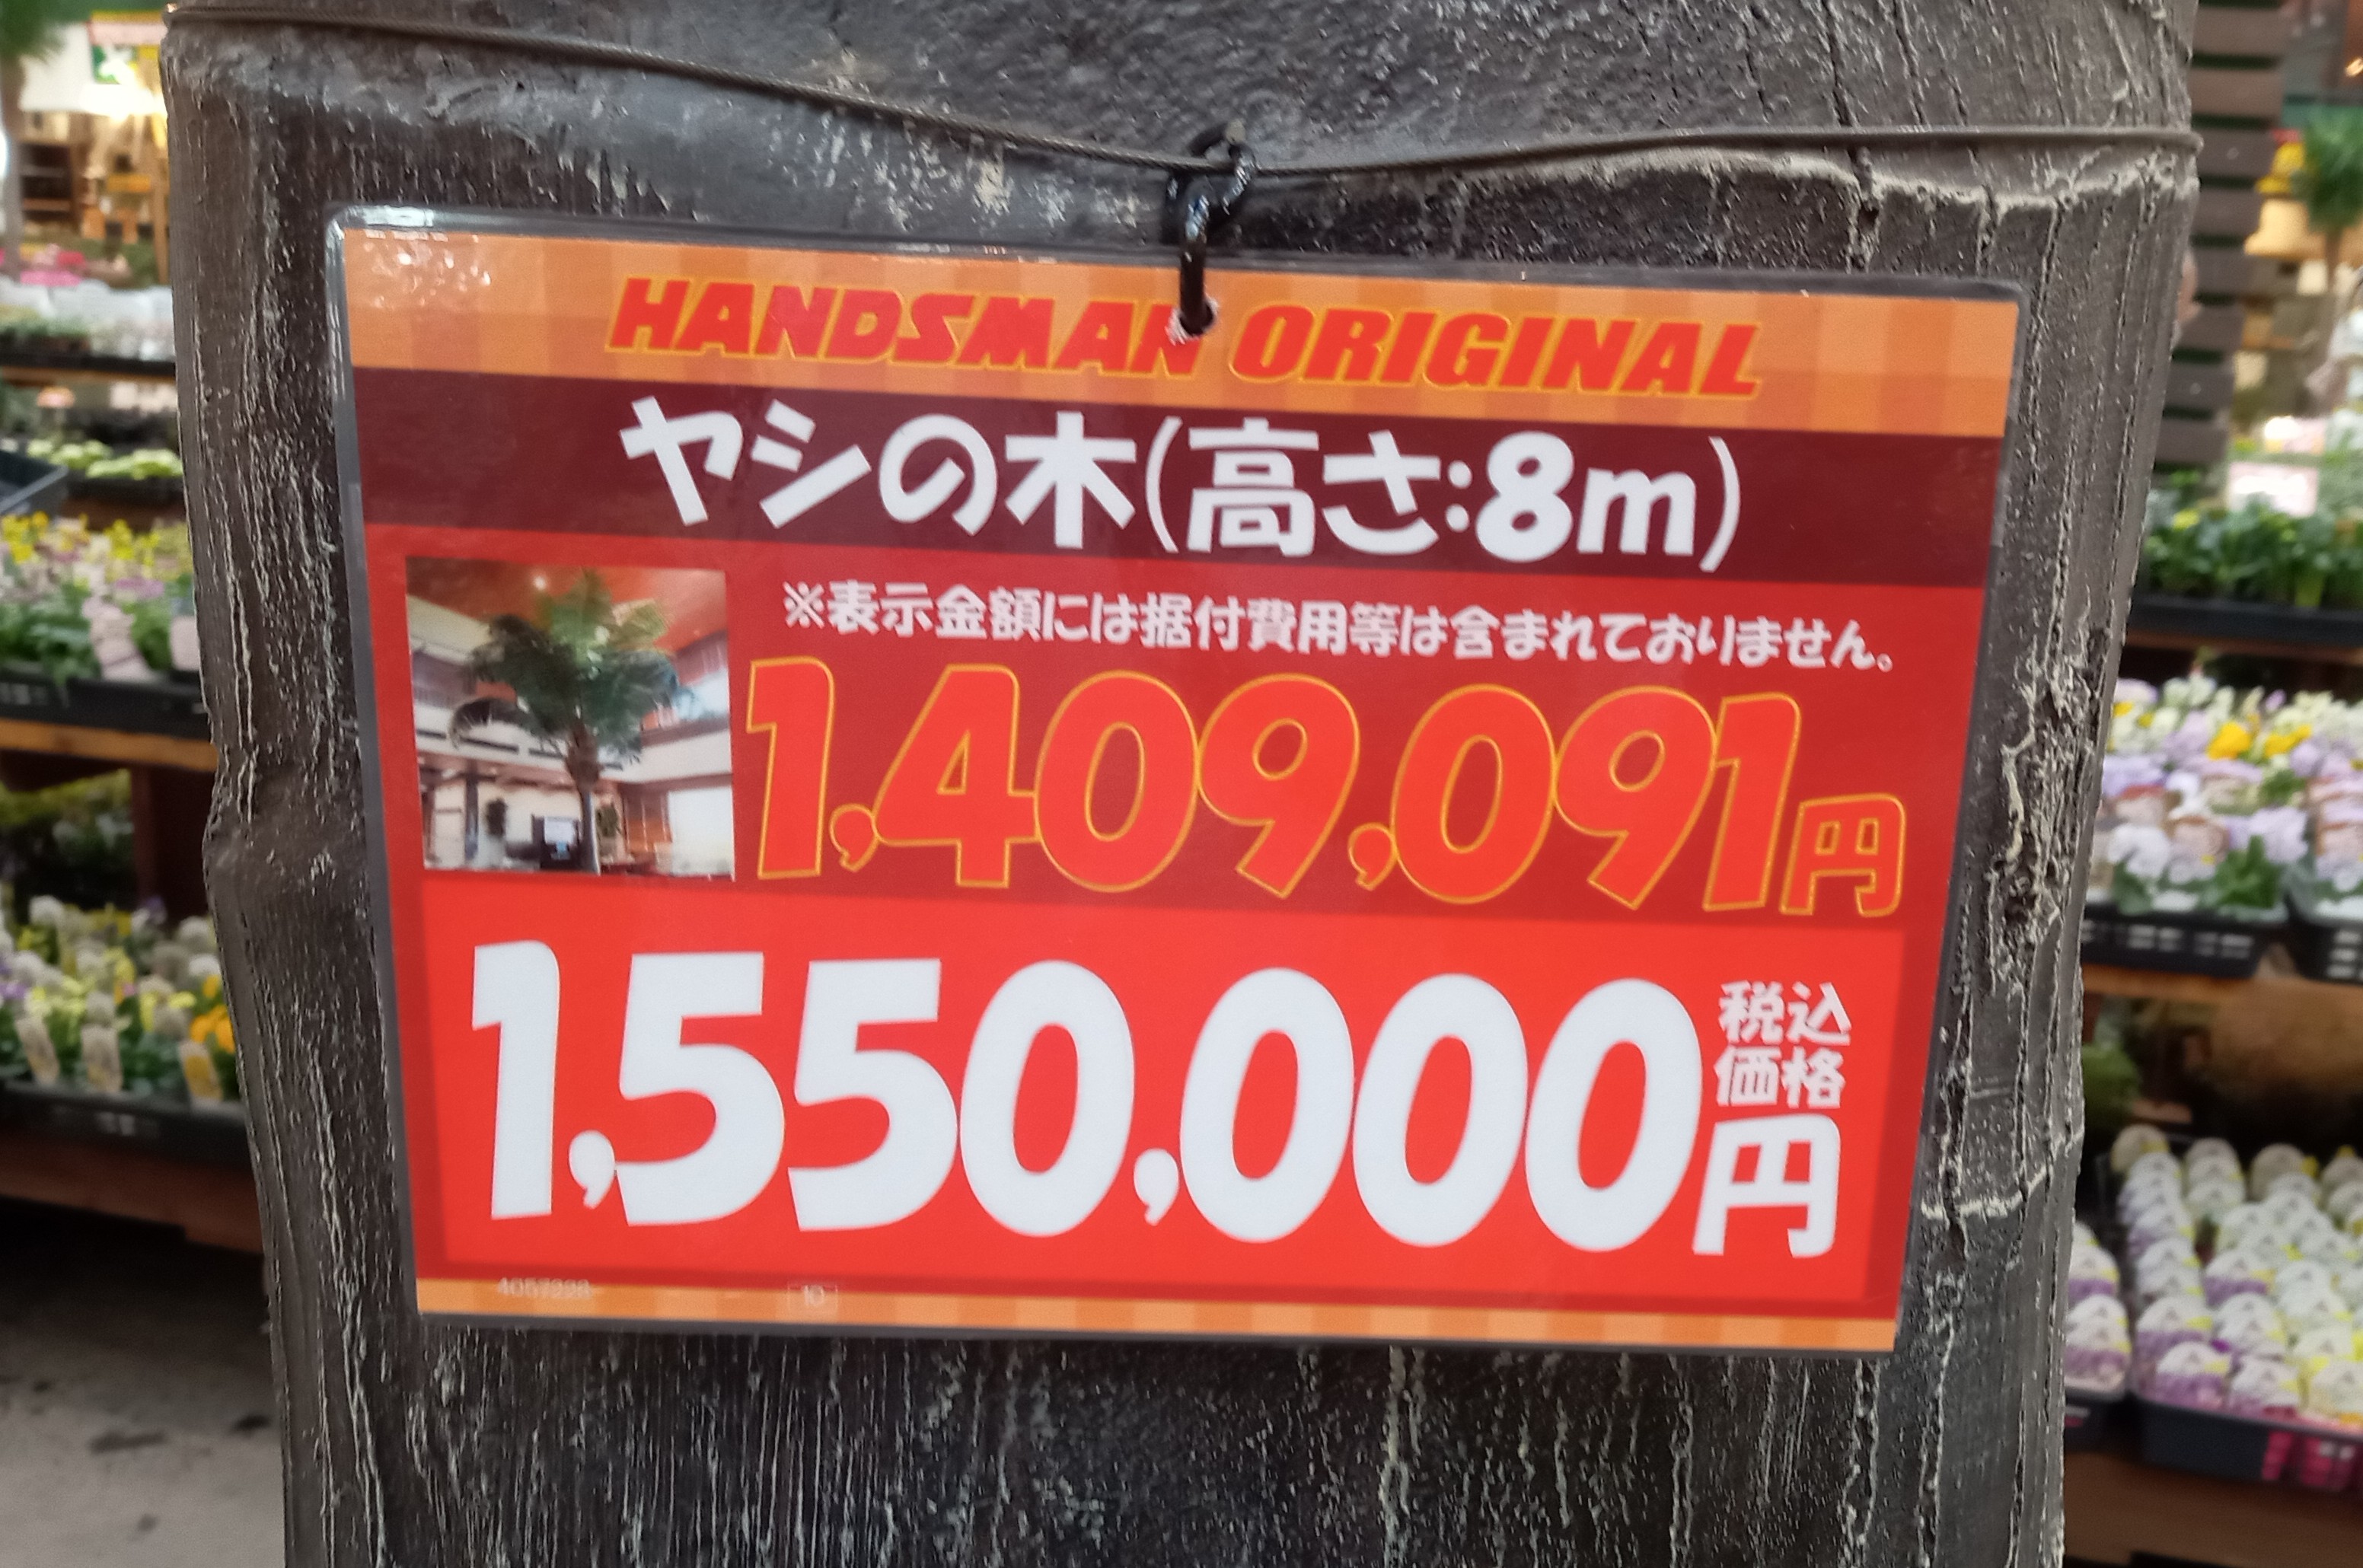 HANDSMAN ORIGINAL
ヤシの木(高さ:8m)
※表示金額には据付費用等は含まれておりません。
1,409,091円
1,550,000円
税込
価格
4057228
10